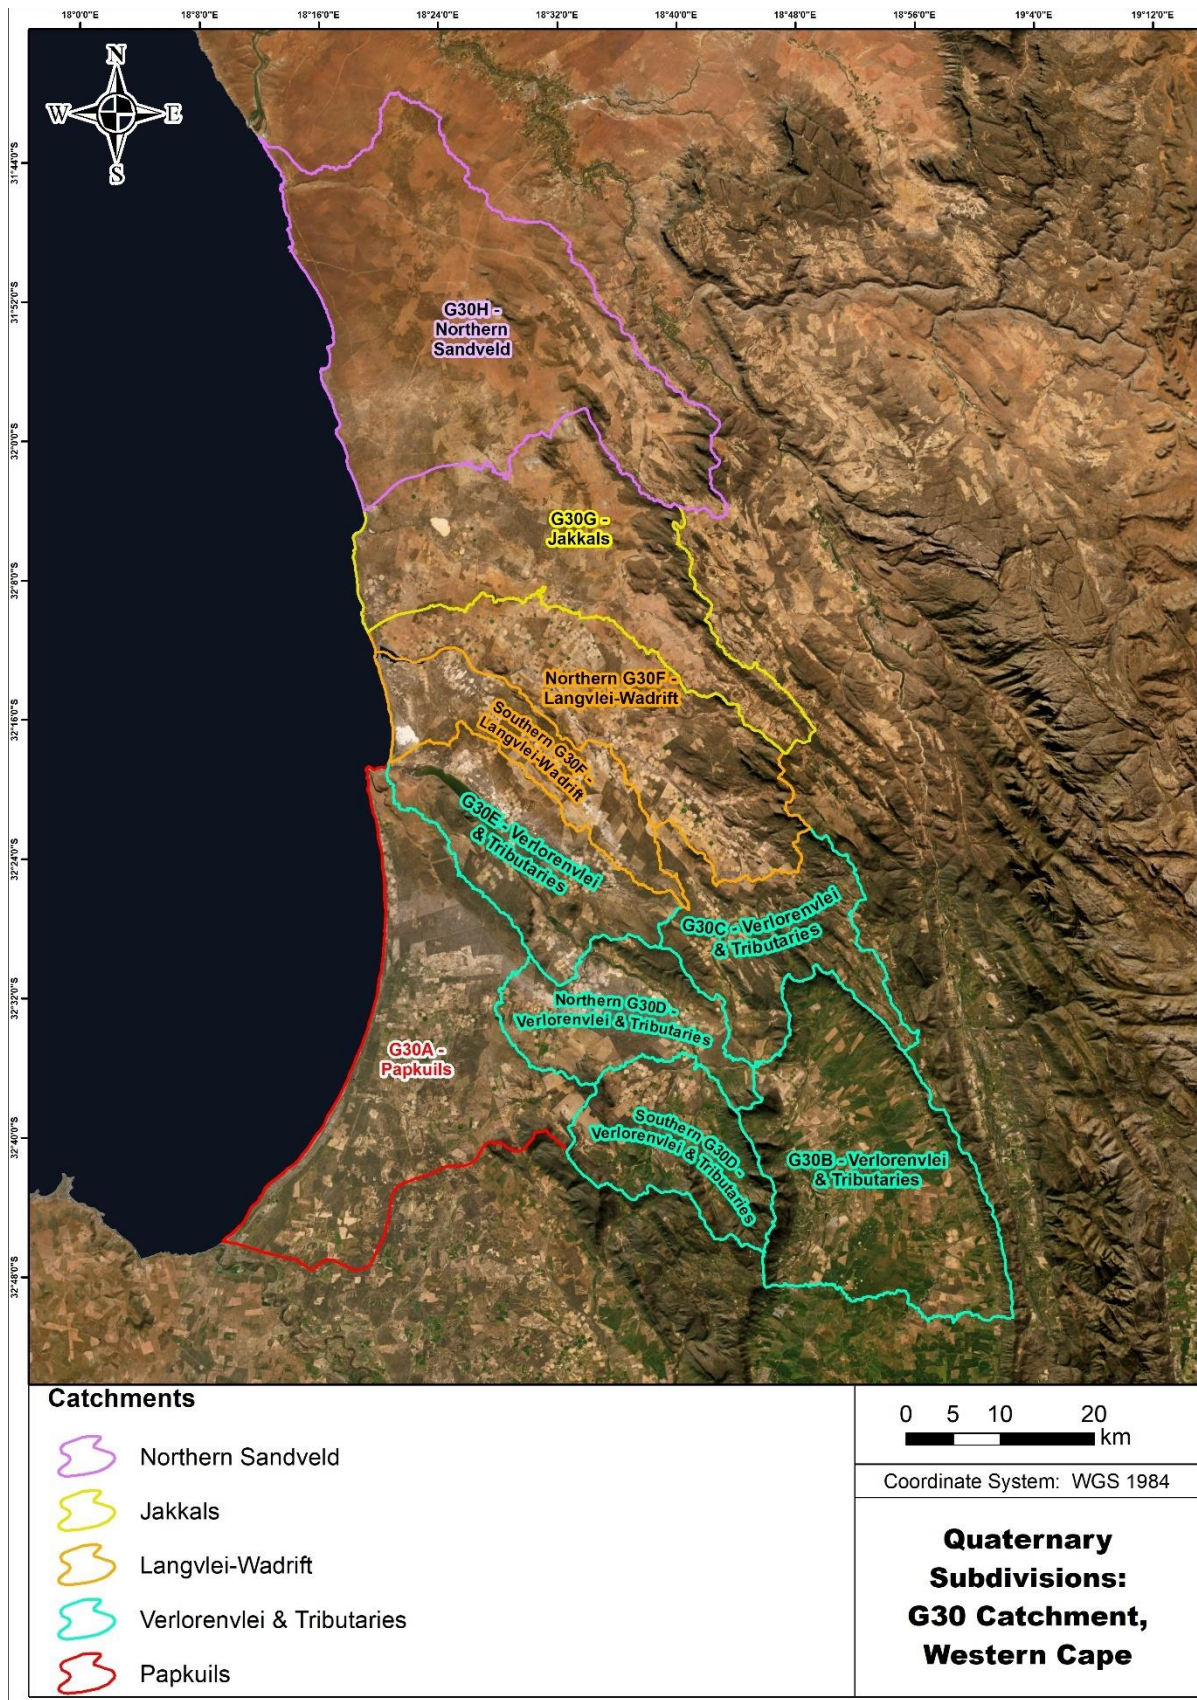 18°0'0"E 18°8'0"E 18°16'0"E 18°24'0"E 18°32'0"E 18°40'0"E 18°48'0"E 18°56'0"E 19°4'0"E 19°12'0"E
N
W E
S
31°44'0"S
31°52'0"S
32°0'0"S
32°8'0"S
32°16'0"S
32°24'0"S
32°32'0"S
32°40'0"S
32°48'0"S
G30H -
Northern
Sandveld
G30G -
Jakkals
Northern G30F -
Langvlei-Wadrift
Southern G30F -
Langvlei-Wadrift
G30E - Verlorenvlei
& Tributaries
G30C - Verlorenvlei
& Tributaries
Northern G30D -
Verlorenvlei & Tributaries
G30A -
Papkuils
Southern G30D -
Verlorenvlei & Tributaries
G30B - Verlorenvlei
& Tributaries
Catchments
Northern Sandveld
Jakkals
Langvlei-Wadrift
Verlorenvlei & Tributaries
Papkuils
0 5 10 20
km
Coordinate System: WGS 1984
Quaternary
Subdivisions:
G30 Catchment,
Western Cape